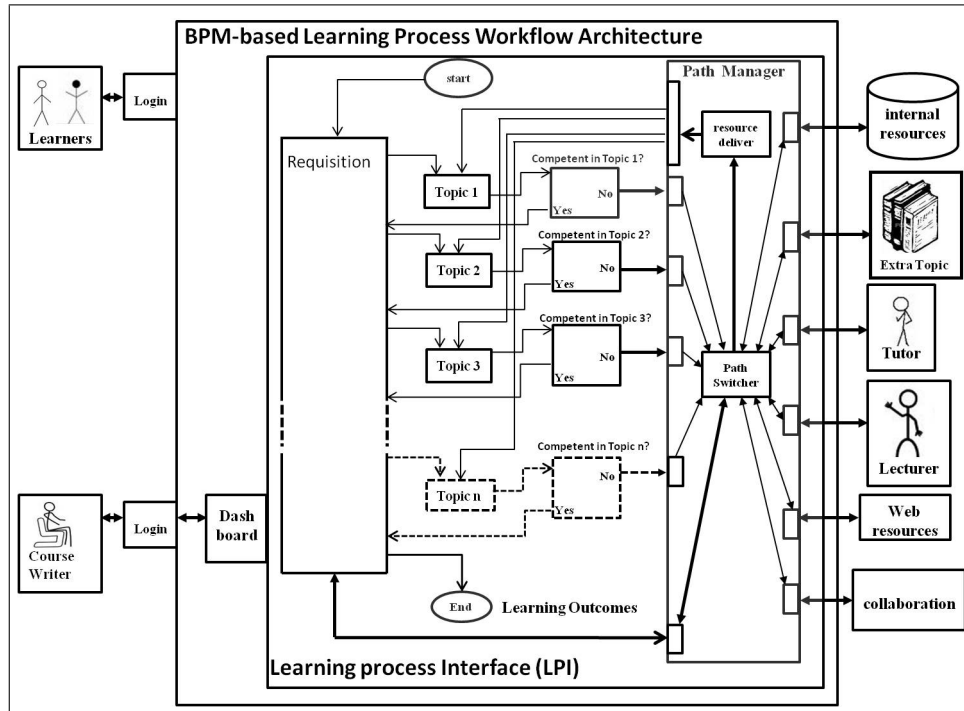 BPM-based Learning Process Workflow Architecture
Learners
Login
start
Path Manager
internal
resources
resource
deliver
Requisition
Competent in Topic 1?
Topic 1
No
Yes
Competent in Topic 2?
Topic 2
No
Yes
Extra Topic
Competent in Topic 3?
Topic 3
No
Yes
Tutor
Path
Switcher
Lecturer
Competent in Topic n?
Topic n
No
Yes
Course
Writer
Login
Dash
board
Web
resources
End
Learning Outcomes
collaboration
Learning process Interface (LPI)